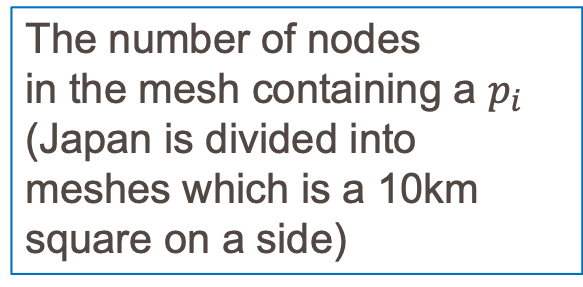 The number of nodes
in the mesh containing a pᵢ
(Japan is divided into
meshes which is a 10km
square on a side)